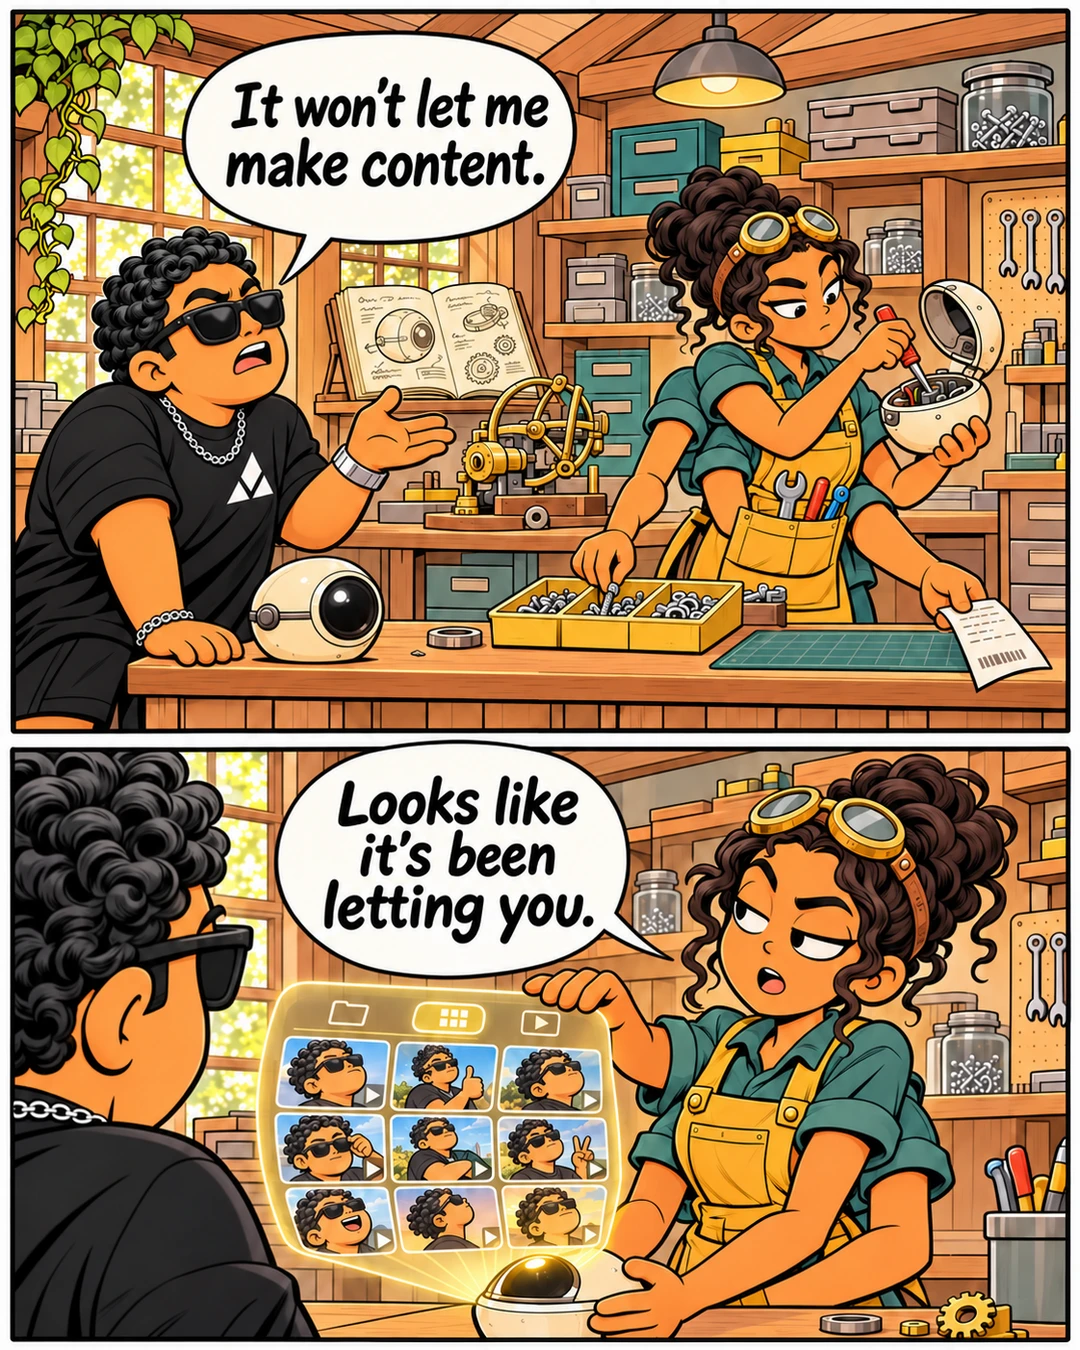 It won't let me
make content.
Looks like
it's been
letting you.